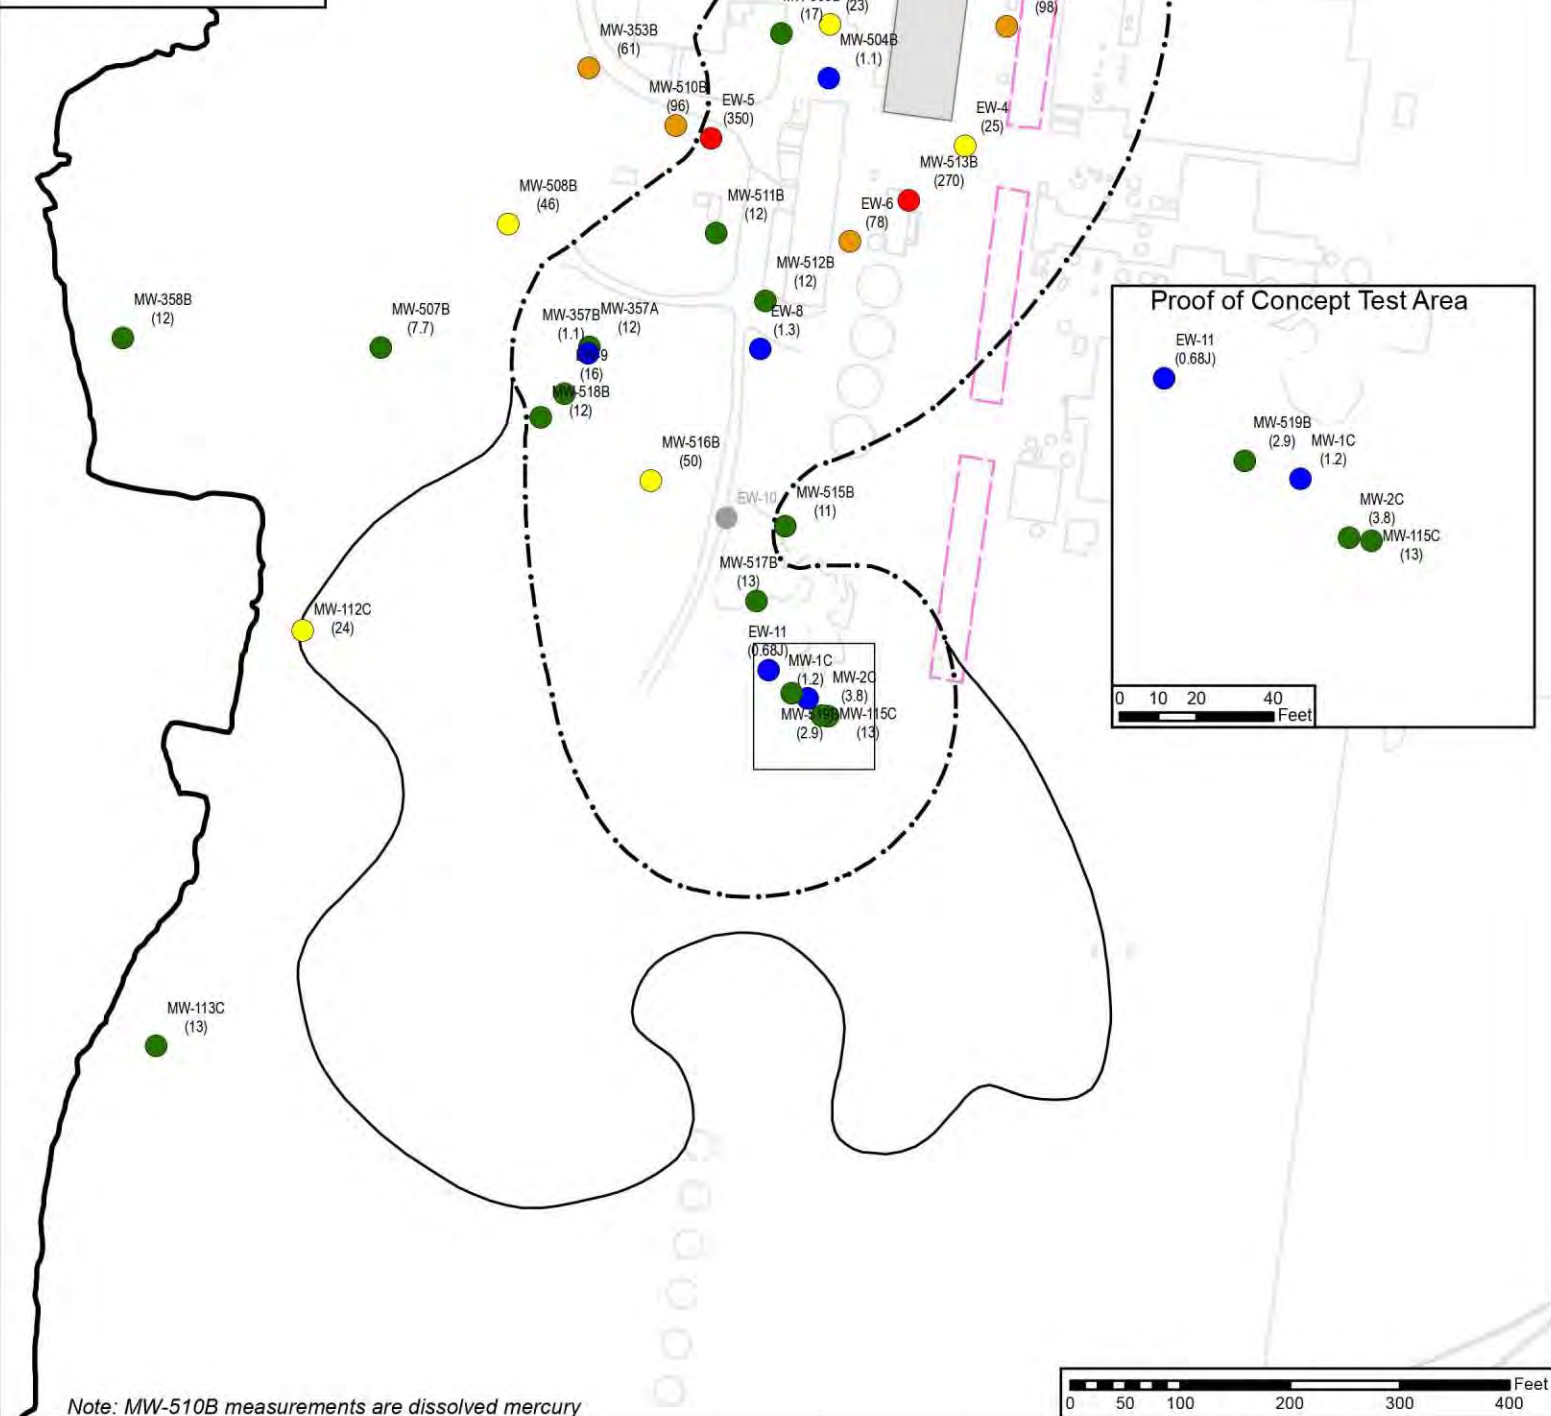 (17)
(23)
(98)
MW-353B
(61)
MW-504B
(1.1)
MW-510B
(96)
EW-5
(350)
EW-4
(25)
MW-513B
(270)
MW-508B
(46)
MW-511B
(12)
EW-6
(78)
MW-512B
(12)
MW-358B
(12)
MW-507B
(7.7)
MW-357B
(1.1)
MW-357A
(12)
EW-8
(1.3)
(16)
MW-518B
(12)
MW-516B
(50)
EW-10
MW-515B
(11)
MW-517B
(13)
MW-112C
(24)
EW-11
(0.68J)
MW-1C
(1.2)
MW-2C
(3.8)
MW-519B
(2.9)
MW-115C
(13)
MW-113C
(13)
Proof of Concept Test Area
EW-11
(0.68J)
MW-519B
(2.9)
MW-1C
(1.2)
MW-2C
(3.8)
MW-115C
(13)
0 10 20 40
Feet
Note: MW-510B measurements are dissolved mercury
Feet
0 50 100 200 300 400